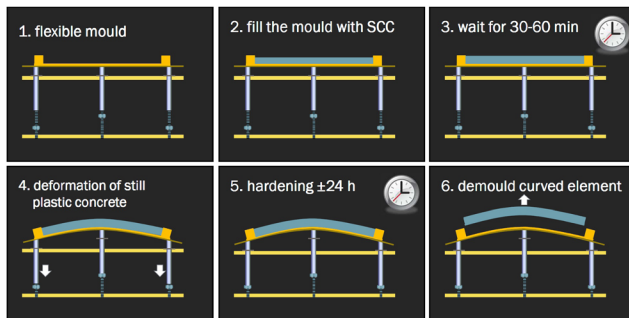 1. flexible mould
2. fill the mould with SCC
3. wait for 30-60 min
4. deformation of still
plastic concrete
5. hardening ±24 h
6. demould curved element